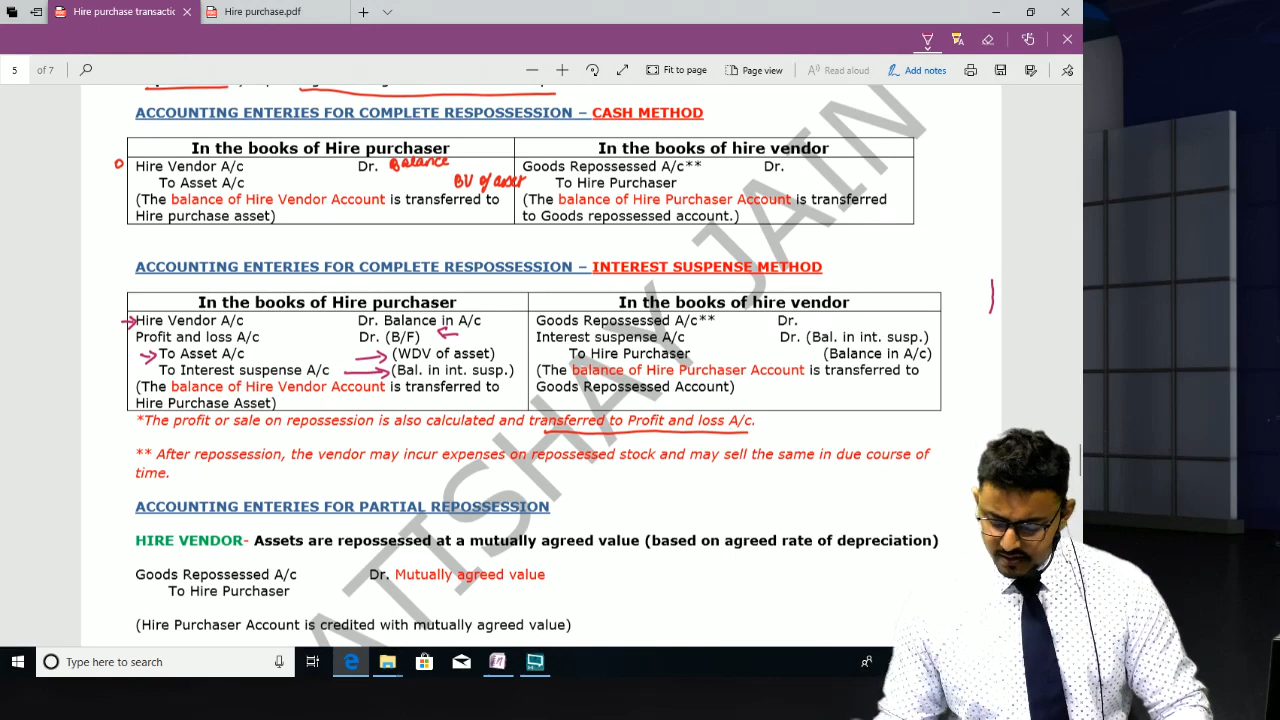 Hire purchase transactic
Hire purchase.pdf
5 of 7
Fit to page
Page view
Read aloud
Add notes
ACCOUNTING ENTERIES FOR COMPLETE RESPOSSESSION – CASH METHOD
In the books of Hire purchaser
In the books of hire vendor
Hire Vendor A/c Dr. Balance
To Asset A/c BV of asset
(The balance of Hire Vendor Account is transferred to
Hire purchase asset)
Goods Repossessed A/c** Dr.
To Hire Purchaser
(The balance of Hire Purchaser Account is transferred
to Goods repossessed account.)
ACCOUNTING ENTERIES FOR COMPLETE RESPOSSESSION – INTEREST SUSPENSE METHOD
In the books of Hire purchaser
In the books of hire vendor
Hire Vendor A/c Dr. Balance in A/c
Profit and loss A/c Dr. (B/F)
To Asset A/c (WDV of asset)
To Interest suspense A/c (Bal. in int. susp.)
(The balance of Hire Vendor Account is transferred to
Hire Purchase Asset)
Goods Repossessed A/c** Dr.
Interest suspense A/c Dr. (Bal. in int. susp.)
To Hire Purchaser (Balance in A/c)
(The balance of Hire Purchaser Account is transferred to
Goods Repossessed Account)
*The profit or sale on repossession is also calculated and transferred to Profit and loss A/c.
** After repossession, the vendor may incur expenses on repossessed stock and may sell the same in due course of
time.
ACCOUNTING ENTERIES FOR PARTIAL REPOSSESSION
HIRE VENDOR- Assets are repossessed at a mutually agreed value (based on agreed rate of depreciation)
Goods Repossessed A/c Dr. Mutually agreed value
To Hire Purchaser
(Hire Purchaser Account is credited with mutually agreed value)
ATISHAY JAIN
Type here to search